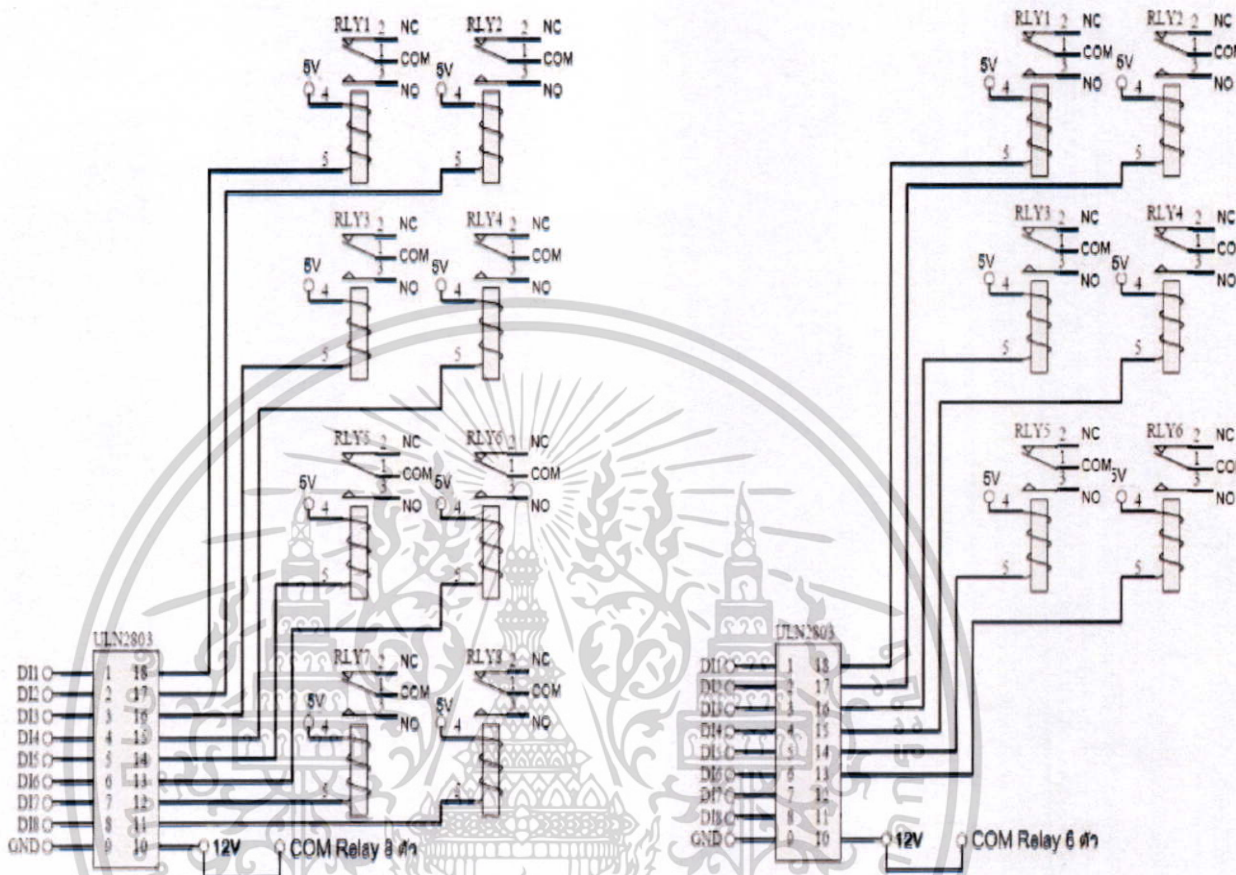 RLY1 2 NC
1 COM
3 NO
5V
4
5
RLY2 2 NC
1 COM
3 NO
5V
4
5
RLY3 2 NC
1 COM
3 NO
5V
4
5
RLY4 2 NC
1 COM
3 NO
5V
4
5
RLY5 2 NC
1 COM
3 NO
5V
4
5
RLY6 2 NC
1 COM
3 NO
5V
4
5
RLY7 2 NC
1 COM
3 NO
5V
4
5
RLY8 2 NC
1 COM
3 NO
5V
4
5
ULN2803
DI1 1 18
DI2 2 17
DI3 3 16
DI4 4 15
DI5 5 14
DI6 6 13
DI7 7 12
DI8 8 11
GND 9 10 12V COM Relay 8 ตัว
RLY1 2 NC
1 COM
3 NO
5V
4
5
RLY2 2 NC
1
3 NO
5V
4
5
RLY3 2 NC
1 COM
3 NO
5V
4
5
RLY4 2 NC
1
3 NO
5V
4
5
RLY5 2 NC
1 COM
3 NO
5V
4
5
RLY6 2 NC
1
3 NO
5V
4
5
ULN2803
DI1 1 18
DI2 2 17
DI3 3 16
DI4 4 15
DI5 5 14
DI6 6 13
DI7 7 12
DI8 8 11
GND 9 10 12V COM Relay 6 ตัว